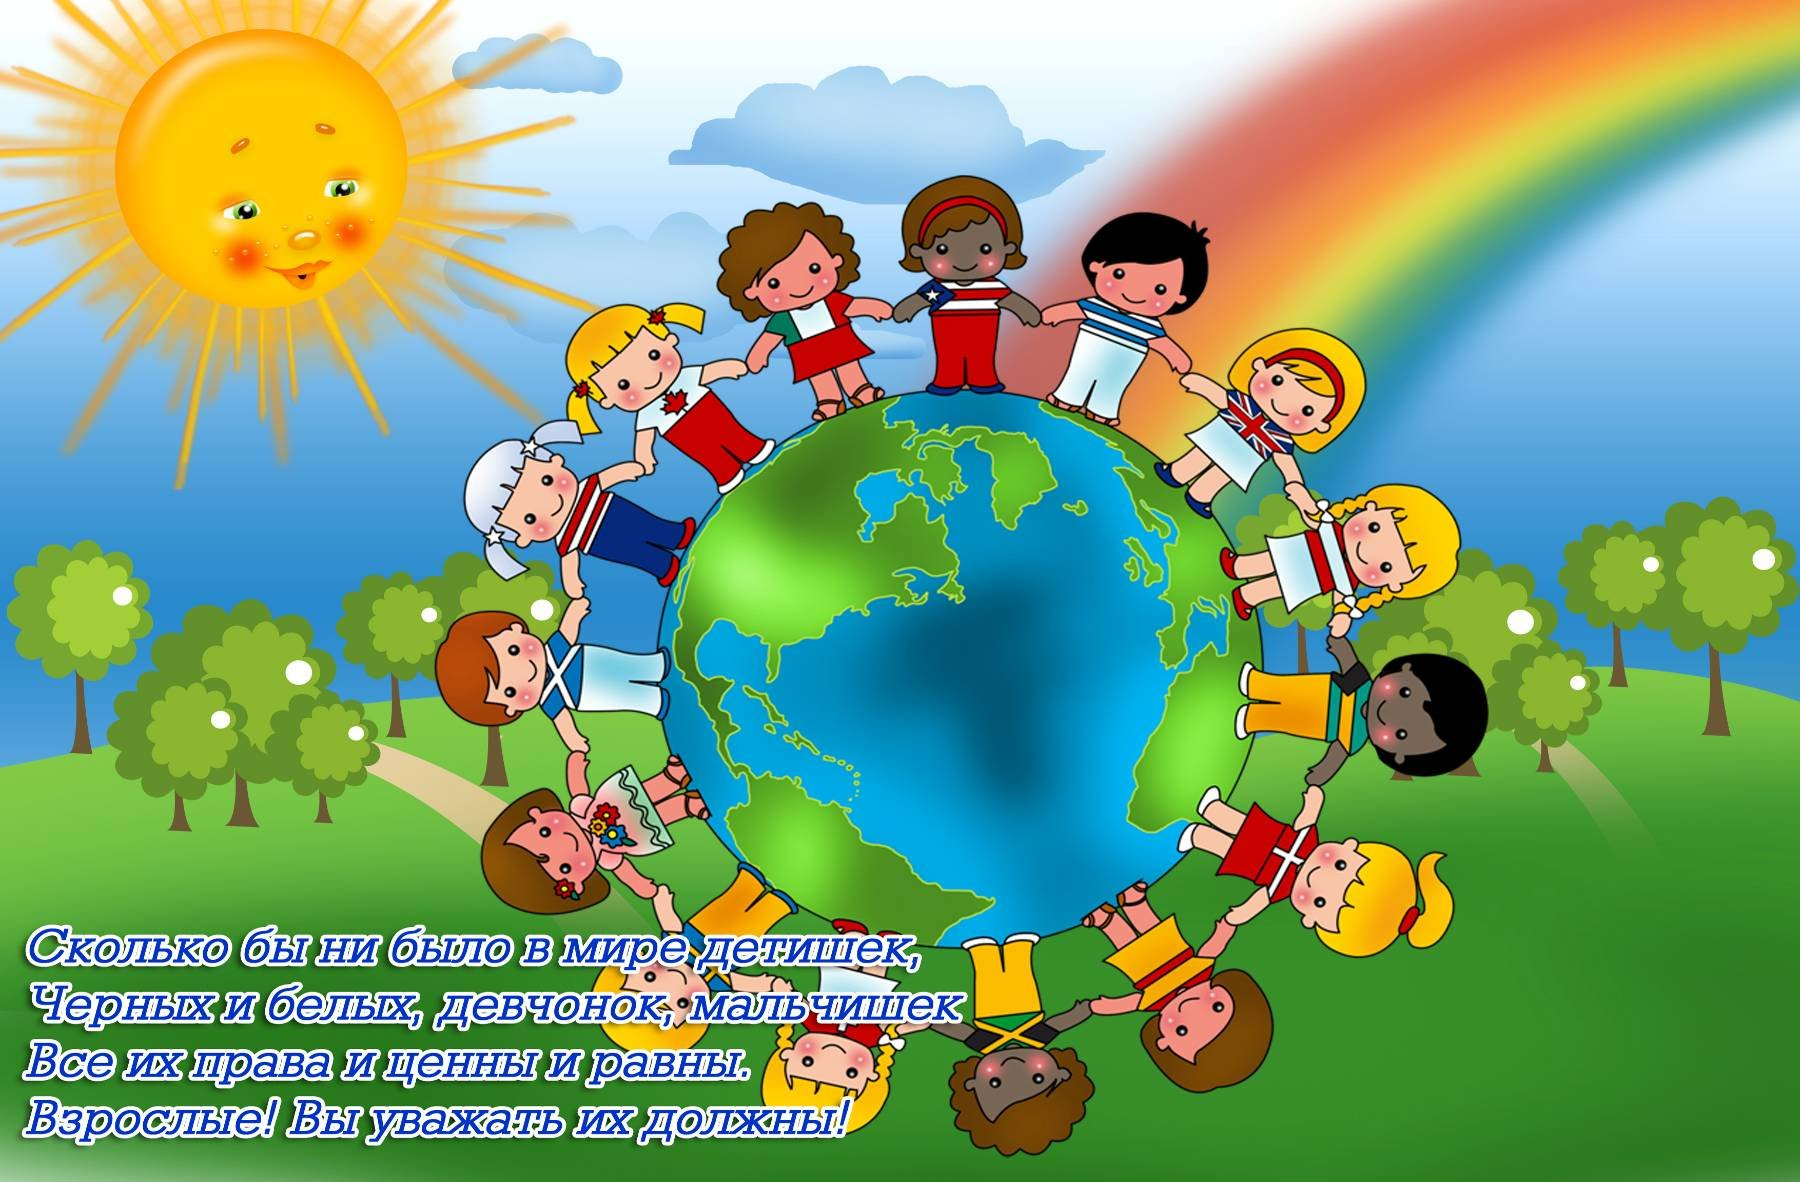 Сколько бы ни было в мире детишек,
Черных и белых, девчонок, мальчишек
Все их права и ценны и равны.
Взрослые! Вы уважать их должны!